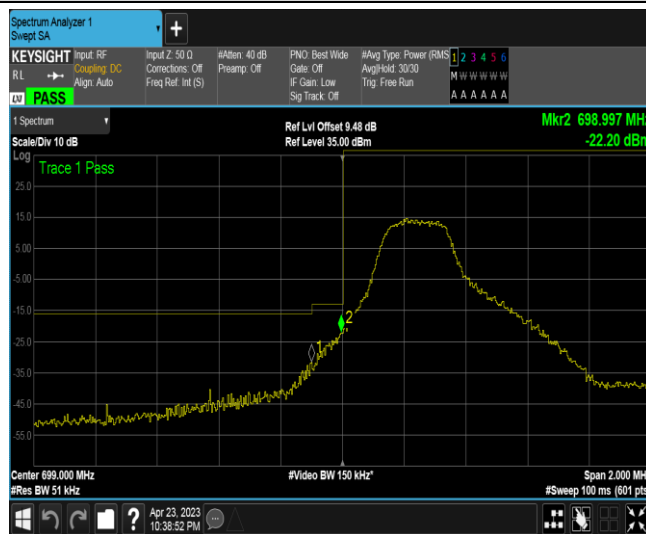 Spectrum Analyzer 1
Swept SA
+
KEYSIGHT Input: RF Input Z: 50 Ω #Atten: 40 dB PNO: Best Wide #Avg Type: Power (RMS 1 2 3 4 5 6
RL Coupling: DC Corrections: Off Preamp: Off Gate: Off Avg|Hold: 30/30 M W W W W W
Align: Auto Freq Ref: Int (S) IF Gain: Low Trig: Free Run
LXI PASS Sig Track: Off A A A A A A
1 Spectrum Ref Lvl Offset 9.48 dB Mkr2 698.997 MHz
Scale/Div 10 dB Ref Level 35.00 dBm -22.20 dBm
Log
Trace 1 Pass
25.0
15.0
5.00
-5.00
-15.0
2
1
-25.0
-35.0
-45.0
-55.0
Center 699.000 MHz #Video BW 150 kHz* Span 2.000 MHz
#Res BW 51 kHz #Sweep 100 ms (601 pts
? Apr 23, 2023
10:38:52 PM